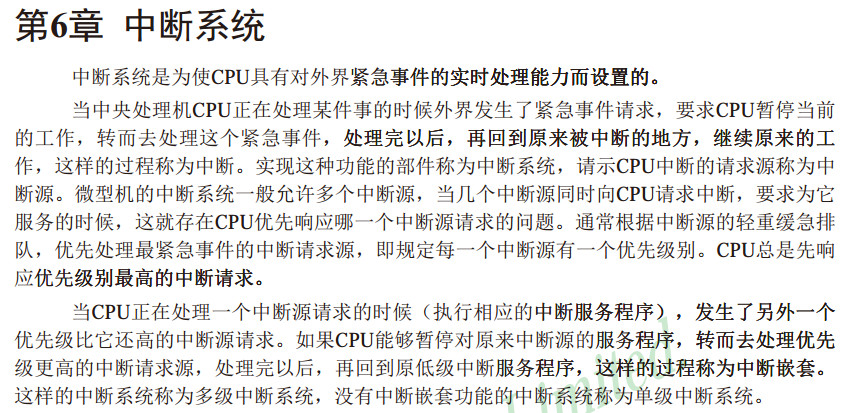 第6章 中断系统
中断系统是为使CPU具有对外界紧急事件的实时处理能力而设置的。
当中央处理机CPU正在处理某件事的时候外界发生了紧急事件请求，要求CPU暂停当前
的工作，转而去处理这个紧急事件，处理完以后，再回到原来被中断的地方，继续原来的工
作，这样的过程称为中断。实现这种功能的部件称为中断系统，请示CPU中断的请求源称为中
断源。微型机的中断系统一般允许多个中断源，当几个中断源同时向CPU请求中断，要求为它
服务的时候，这就存在CPU优先响应哪一个中断源请求的问题。通常根据中断源的轻重缓急排
队，优先处理最紧急事件的中断请求源，即规定每一个中断源有一个优先级别。CPU总是先响
应优先级别最高的中断请求。
当CPU正在处理一个中断源请求的时候（执行相应的中断服务程序），发生了另外一个
优先级比它还高的中断源请求。如果CPU能够暂停对原来中断源的服务程序，转而去处理优先
级更高的中断请求源，处理完以后，再回到原低级中断服务程序，这样的过程称为中断嵌套。
这样的中断系统称为多级中断系统，没有中断嵌套功能的中断系统称为单级中断系统。
Limited